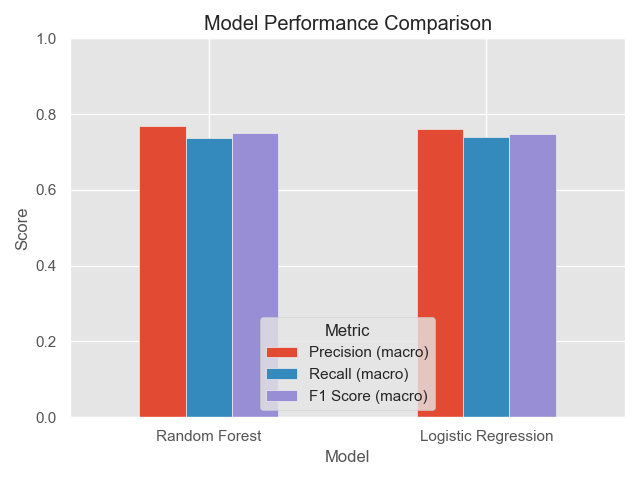 Model Performance Comparison
1.0
0.8
0.6
0.4
0.2
0.0
Score
Metric
Precision (macro)
Recall (macro)
F1 Score (macro)
Random Forest
Logistic Regression
Model